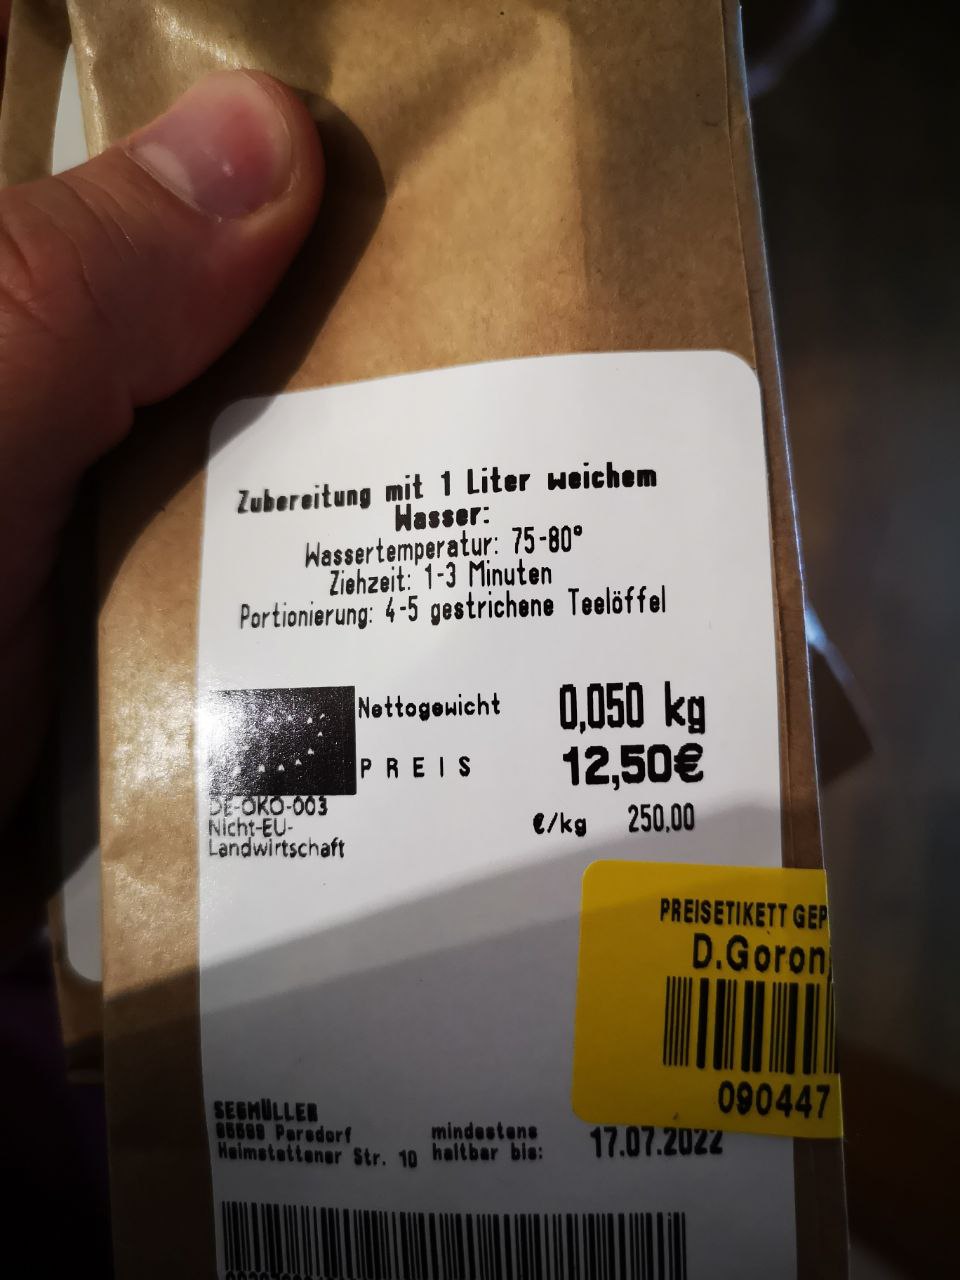 Zubereitung mit 1 Liter weichem
Wasser:
Wassertemperatur: 75-80°
Ziehzeit: 1-3 Minuten
Portionierung: 4-5 gestrichene Teelöffel
Nettogewicht 0,050 kg
PREIS 12,50€
€/kg 250,00
DE-ÖKO-003
Nicht-EU-
Landwirtschaft
PREISETIKETT GEP
D.Goron
090447
SEGMÜLLER
85599 Parsdorf
Heimstettener Str. 10
mindestens
haltbar bis: 17.07.2022